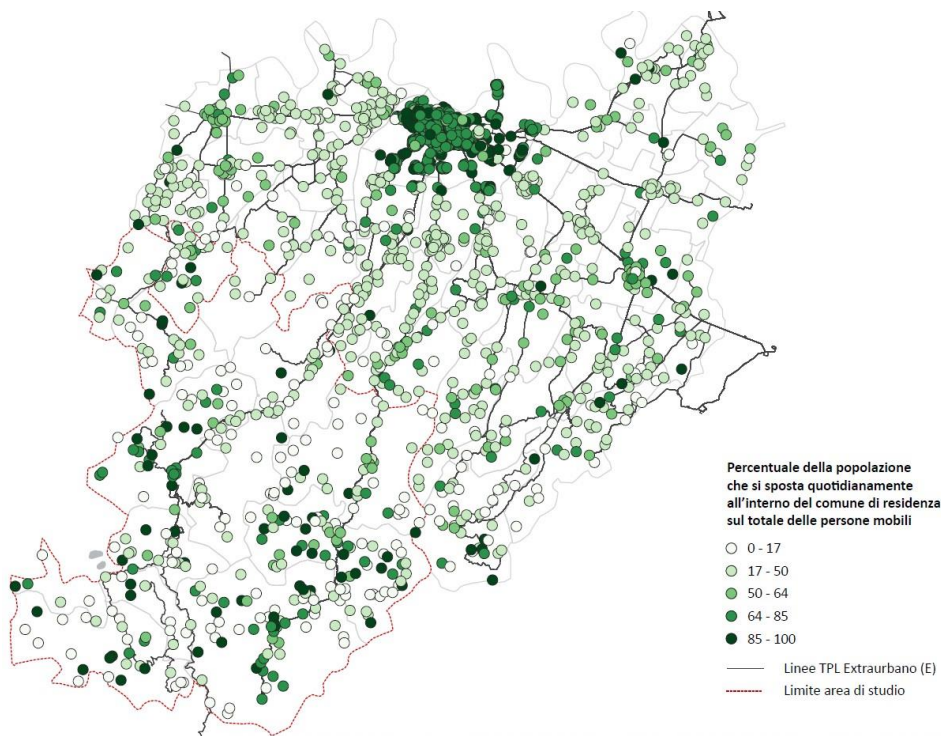 Percentuale della popolazione
che si sposta quotidianamente
all'interno del comune di residenza
sul totale delle persone mobili
0 - 17
17 - 50
50 - 64
64 - 85
85 - 100
Linee TPL Extraurbano (E)
Limite area di studio